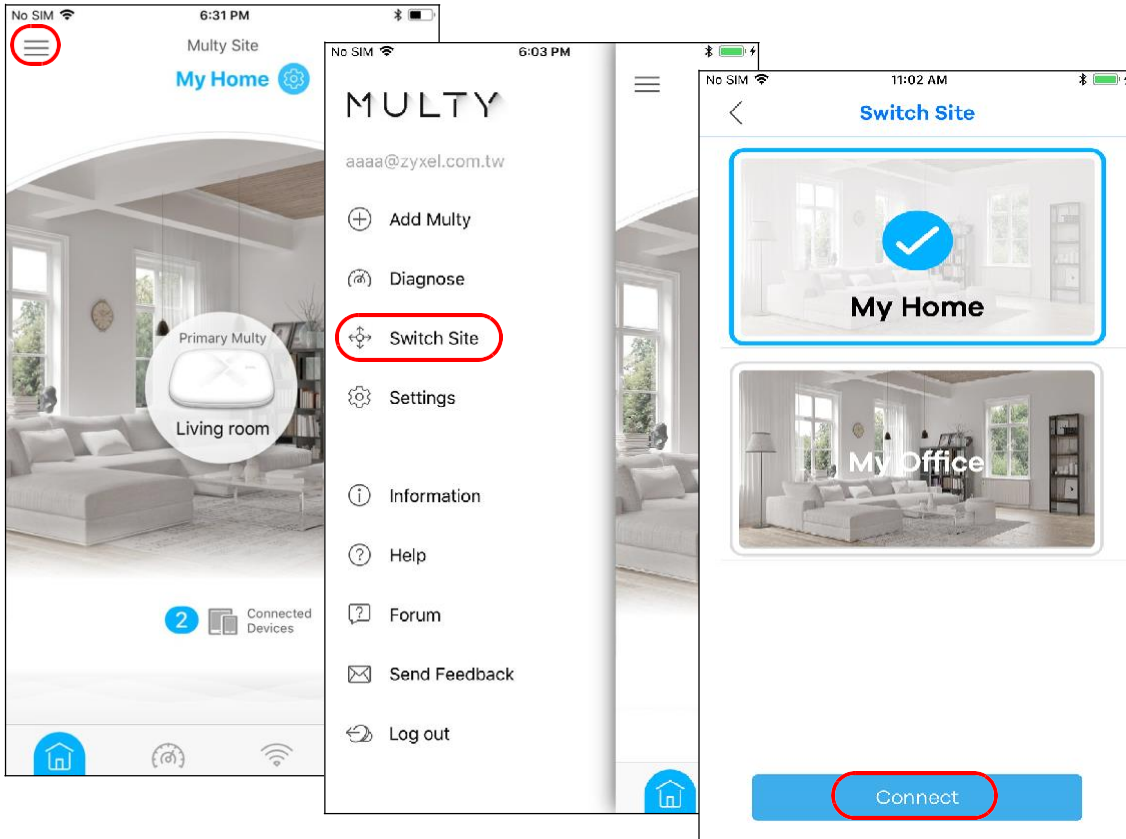 No SIM 6:31 PM
Multy Site
My Home
Primary Multy
Living room
2 Connected
Devices
No SIM 6:03 PM
MULTY
aaaa@zyxel.com.tw
Add Multy
Diagnose
Switch Site
Settings
Information
Help
Forum
Send Feedback
Log out
No SIM 11:02 AM
Switch Site
My Home
My Office
Connect